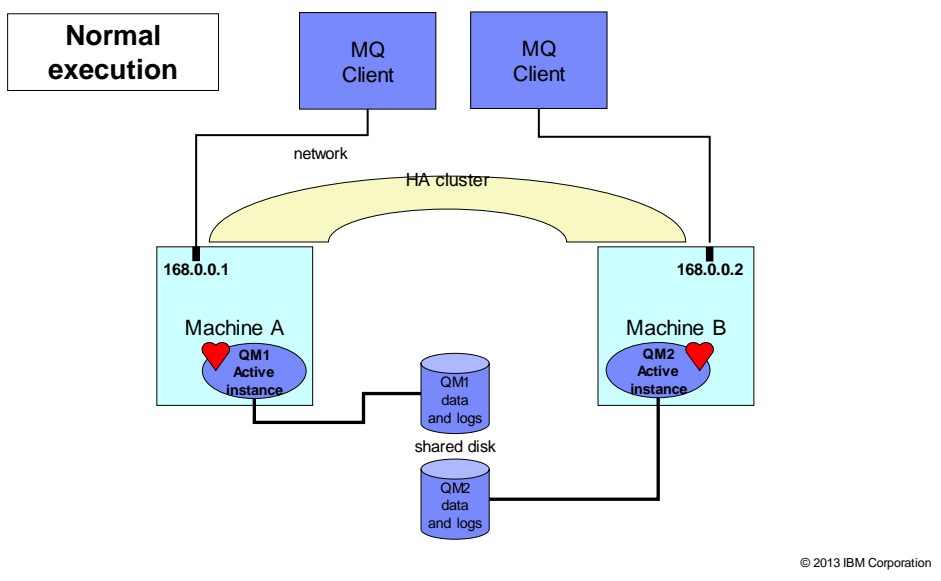 Normal
execution
MQ
Client
MQ
Client
network
HA cluster
168.0.0.1
168.0.0.2
Machine A
Machine B
QM1
Active
instance
QM2
Active
instance
QM1
data
and logs
shared disk
QM2
data
and logs
© 2013 IBM Corporation